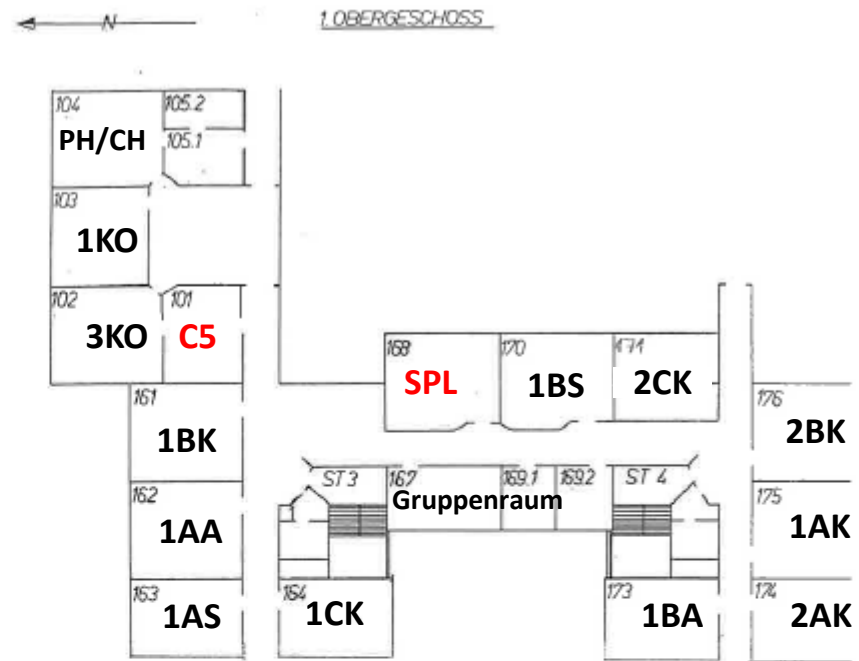 N
1. OBERGESCHOSS
104
105.2
PH/CH
105.1
103
1KO
102
101
3KO
C5
168
170
171
SPL
1BS
2CK
161
176
1BK
2BK
ST 3
167
169.1
169.2
ST 4
162
Gruppenraum
175
1AA
1AK
163
164
173
174
1AS
1CK
1BA
2AK